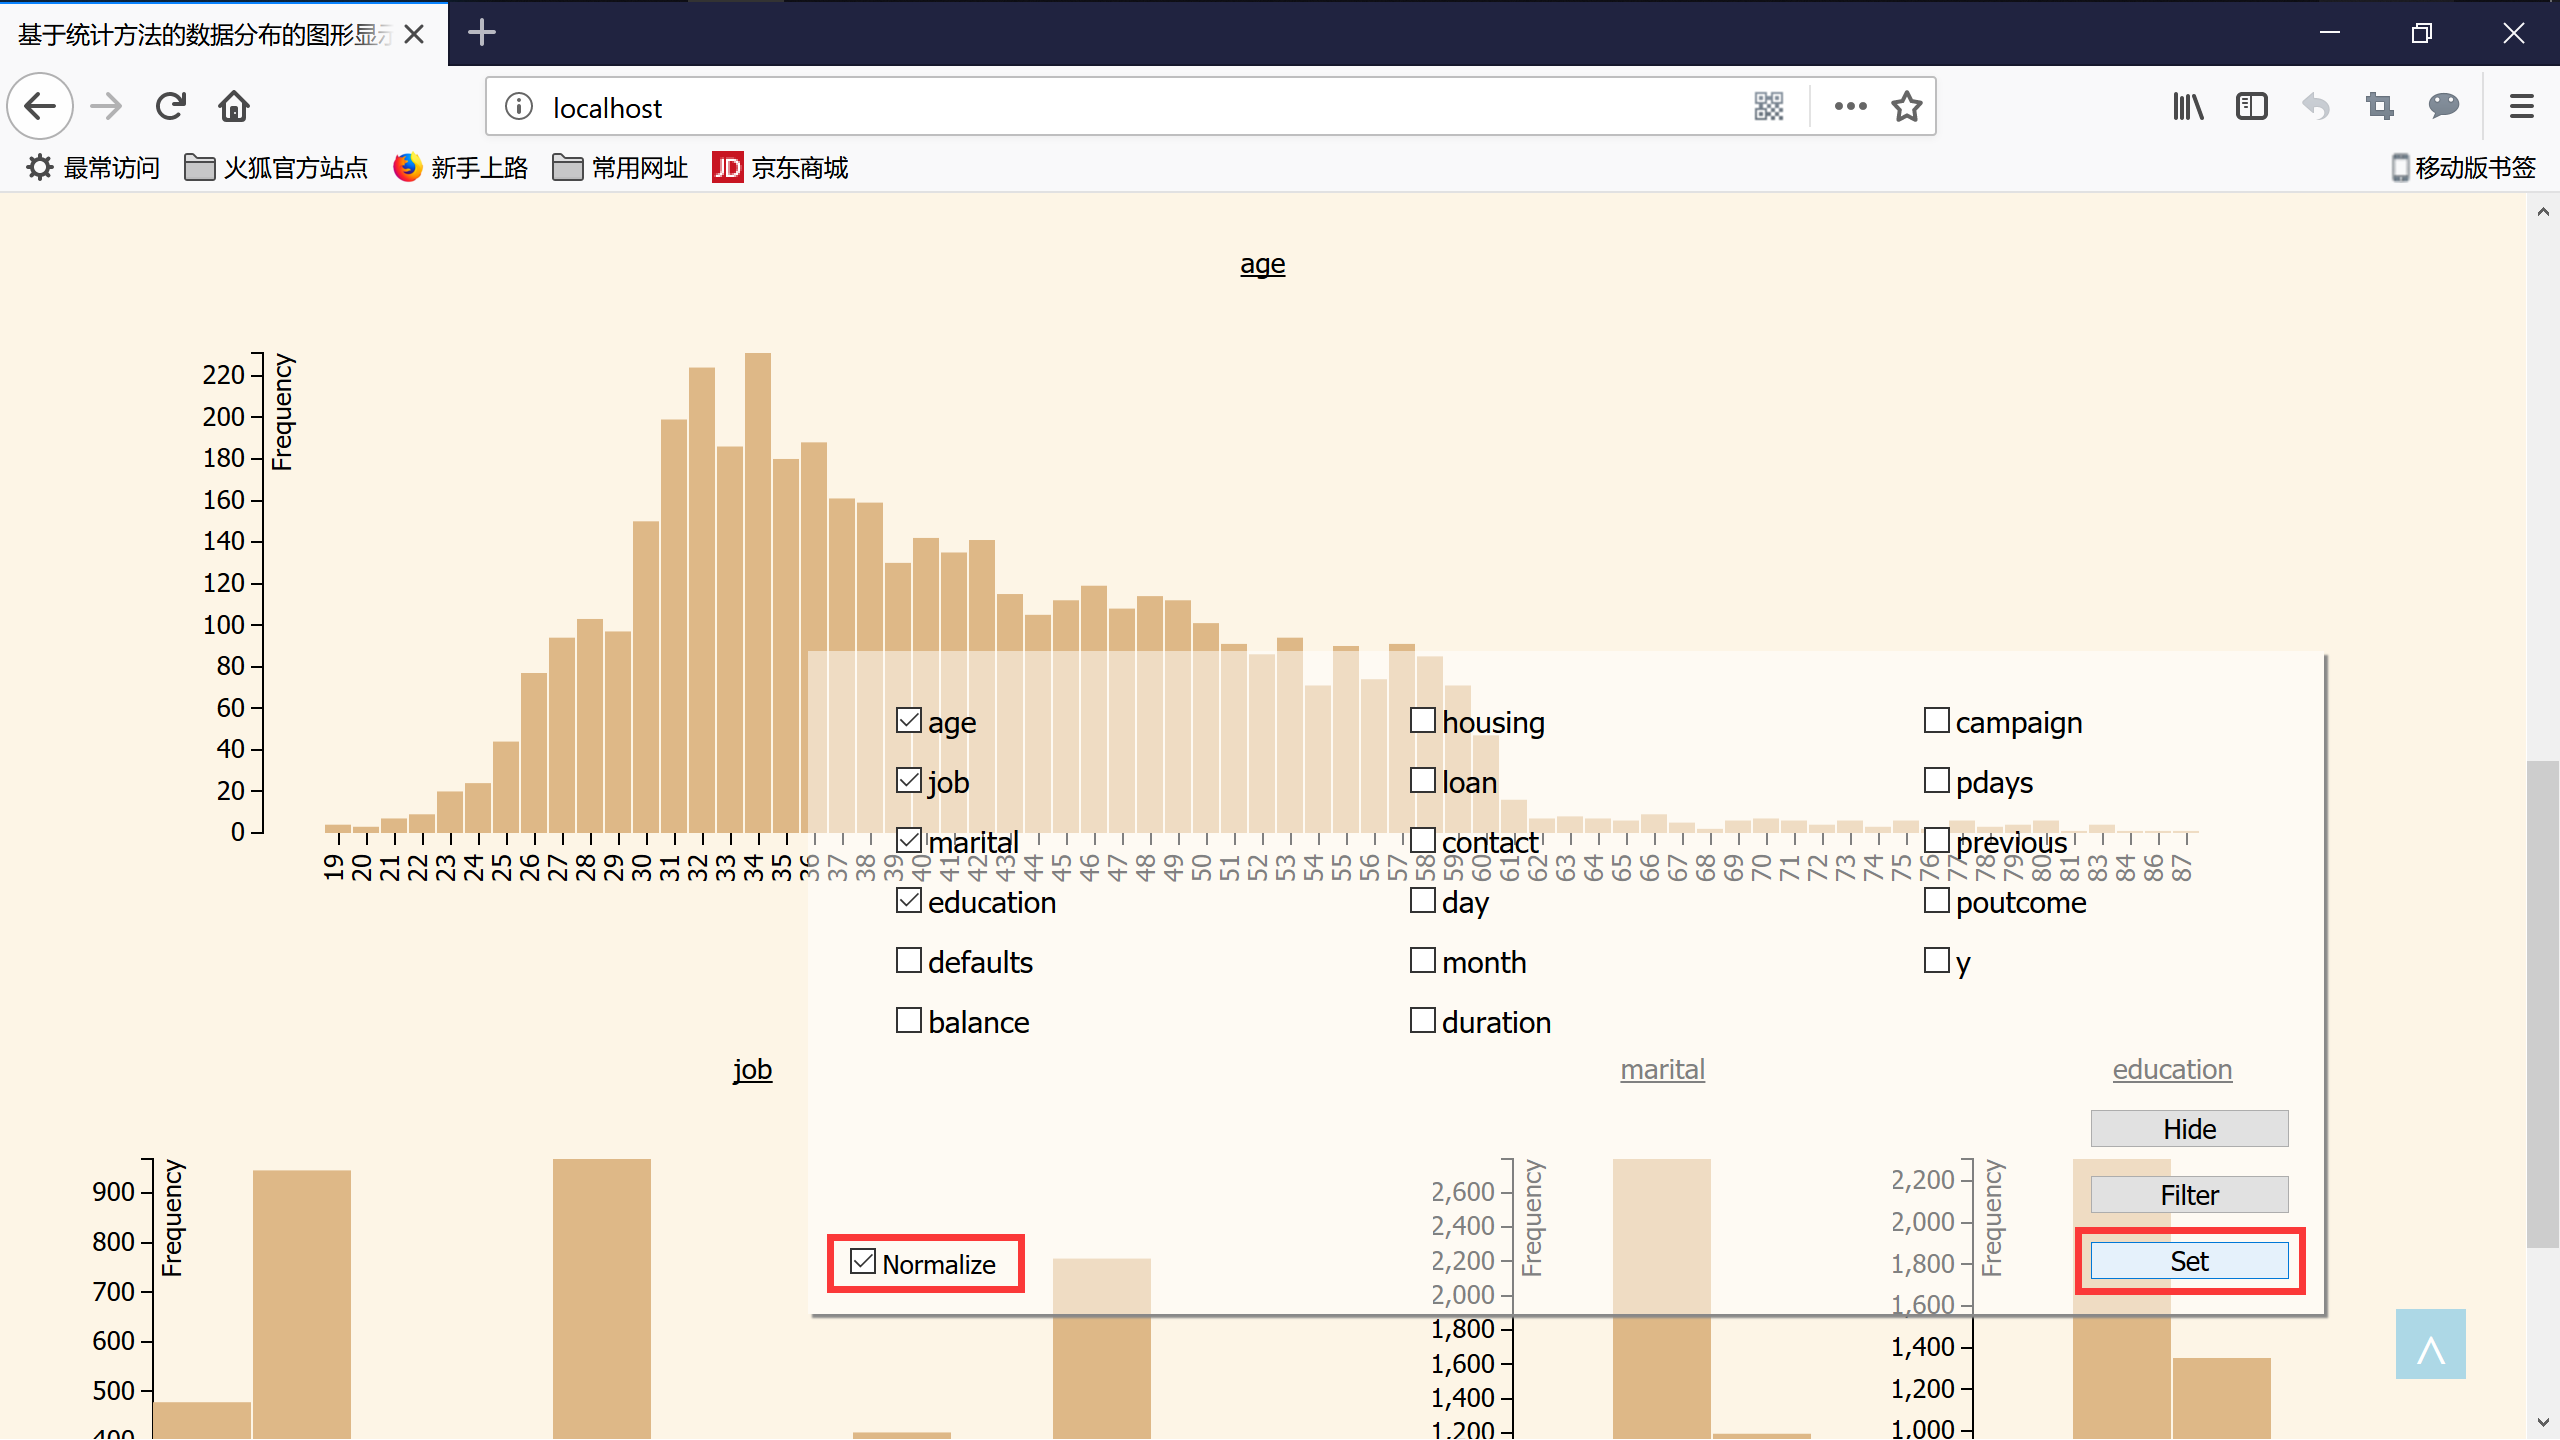 基于统计方法的数据分布的图形显示
localhost
最常访问 火狐官方站点 新手上路 常用网址 JD 京东商城 移动版书签
age
Frequency
220
200
180
160
140
120
100
80
60
40
20
0
19 20 21 22 23 24 25 26 27 28 29 30 31 32 33 34 35 36 37 38 39 40 41 42 43 44 45 46 47 48 49 50 51 52 53 54 55 56 57 58 59 60 61 62 63 64 65 66 67 68 69 70 71 72 73 74 75 76 77 78 79 80 81 83 84 86 87
age housing campaign
job loan pdays
marital contact previous
education day poutcome
defaults month y
balance duration
Normalize
Hide
Filter
Set
job
Frequency
900
800
700
600
500
400
marital
Frequency
2,600
2,400
2,200
2,000
1,800
1,600
1,400
1,200
education
Frequency
2,200
2,000
1,800
1,600
1,400
1,200
1,000